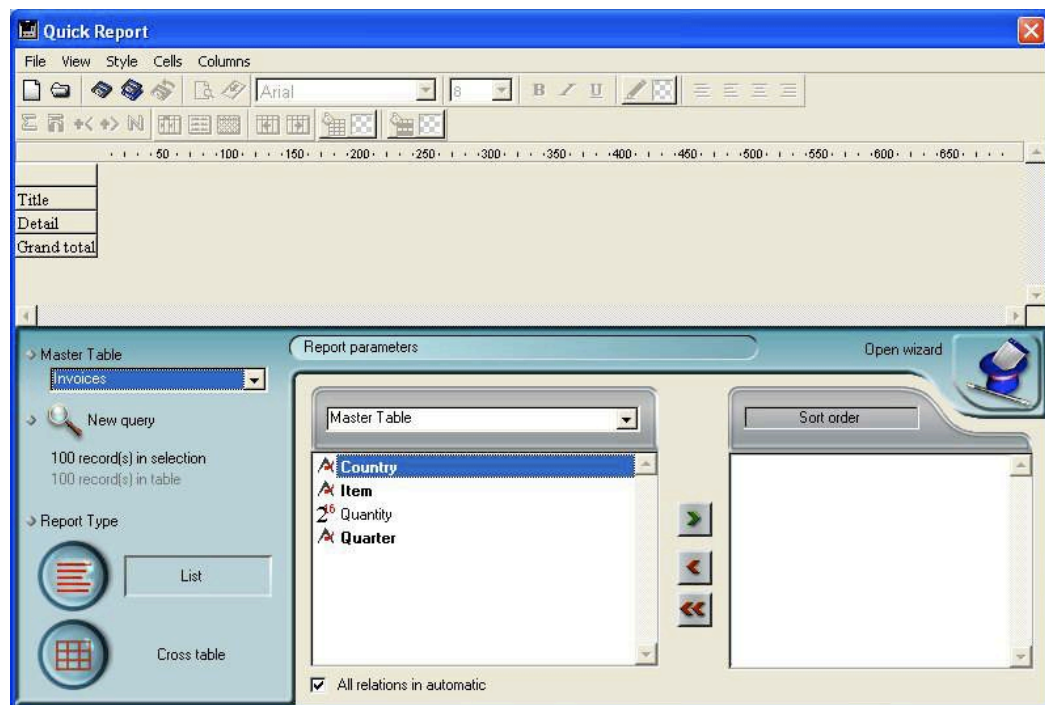 Quick Report
File View Style Cells Columns
Arial 8 B I U
N
50 100 150 200 250 300 350 400 450 500 550 600 650
Title
Detail
Grand total
Master Table
Invoices
New query
100 record(s) in selection
100 record(s) in table
Report Type
List
Cross table
Report parameters
Open wizard
Master Table
Sort order
Country
Item
2^16 Quantity
Quarter
All relations in automatic